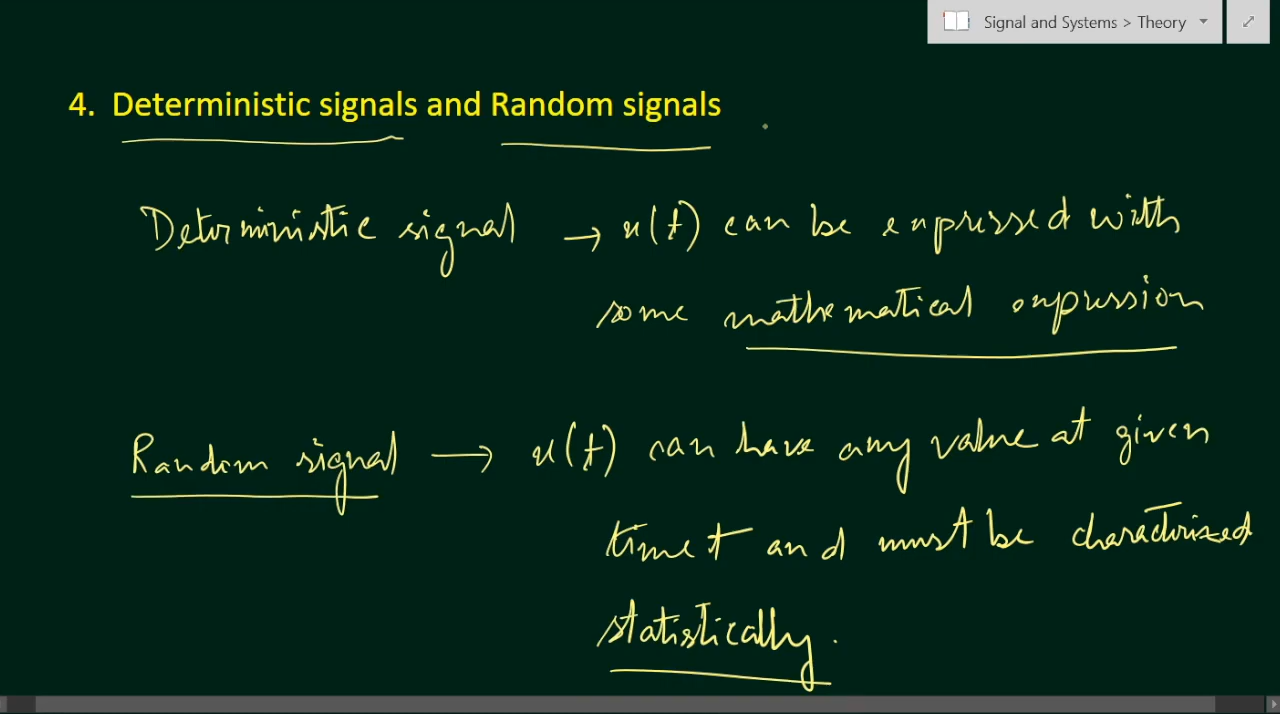 Signal and Systems > Theory
4. Deterministic signals and Random signals
Deterministic signal → x(t) can be expressed with
some mathematical expression
Random signal → x(t) can have any value at given
time t and must be characterized
statistically.